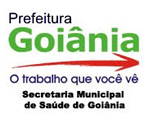 Prefeitura
Goiânia
O trabalho que você vê
Secretaria Municipal
de Saúde de Goiânia